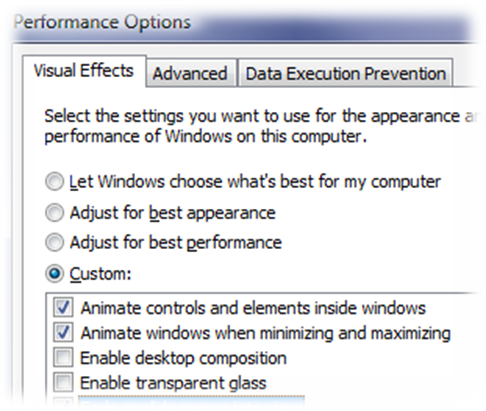 Performance Options
Visual Effects
Advanced
Data Execution Prevention
Select the settings you want to use for the appearance
performance of Windows on this computer.
Let Windows choose what's best for my computer
Adjust for best appearance
Adjust for best performance
Custom:
Animate controls and elements inside windows
Animate windows when minimizing and maximizing
Enable desktop composition
Enable transparent glass